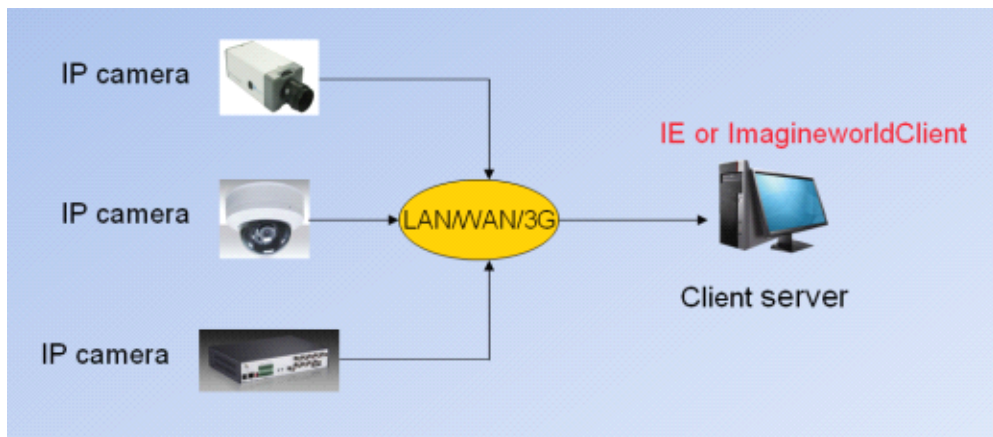 IP camera
IE or ImagineworldClient
IP camera
LAN/WAN/3G
Client server
IP camera